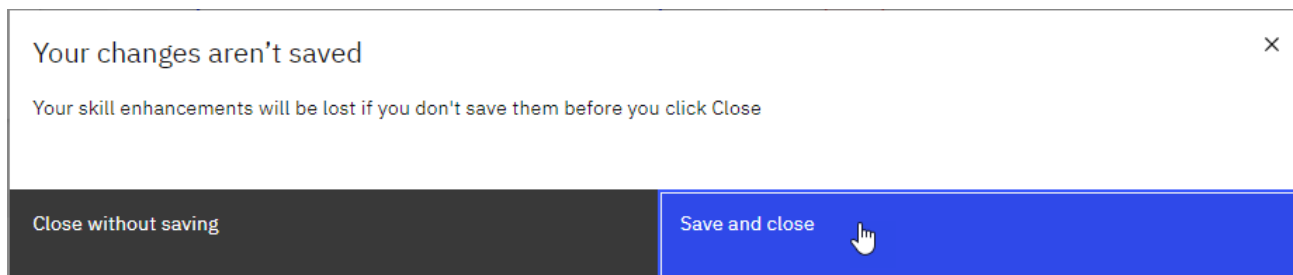 Your changes aren’t saved
Your skill enhancements will be lost if you don't save them before you click Close
Close without saving
Save and close